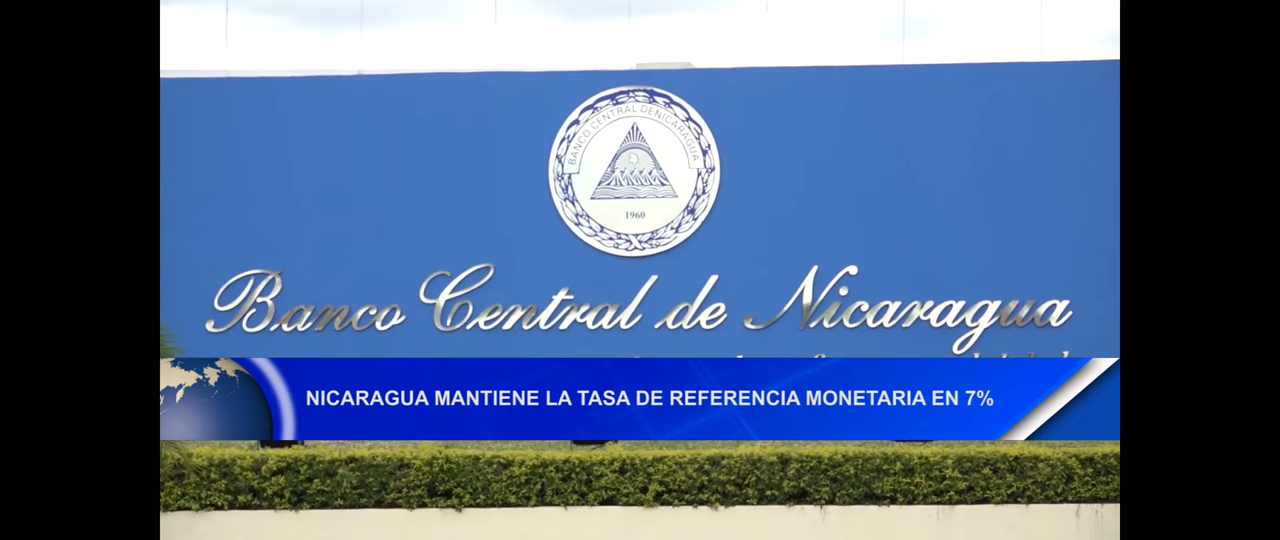 BANCO CENTRAL DE NICARAGUA
1960
Banco Central de Nicaragua
NICARAGUA MANTIENE LA TASA DE REFERENCIA MONETARIA EN 7%